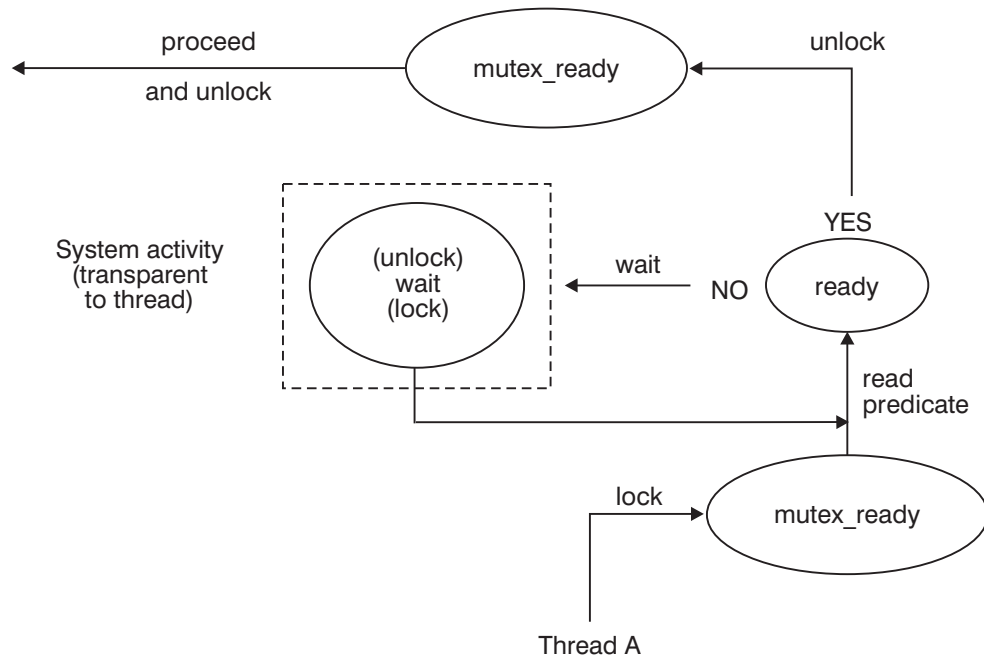 proceed
and unlock
mutex_ready
unlock
System activity
(transparent
to thread)
(unlock)
wait
(lock)
wait
NO
YES
ready
read
predicate
lock
mutex_ready
Thread A